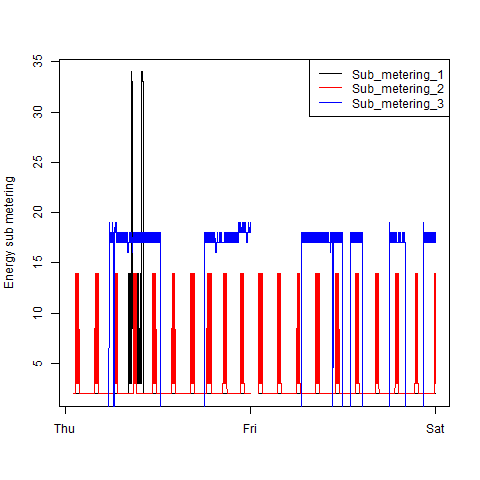 Energy sub metering
35
30
25
20
15
10
5
Sub_metering_1
Sub_metering_2
Sub_metering_3
Thu
Fri
Sat